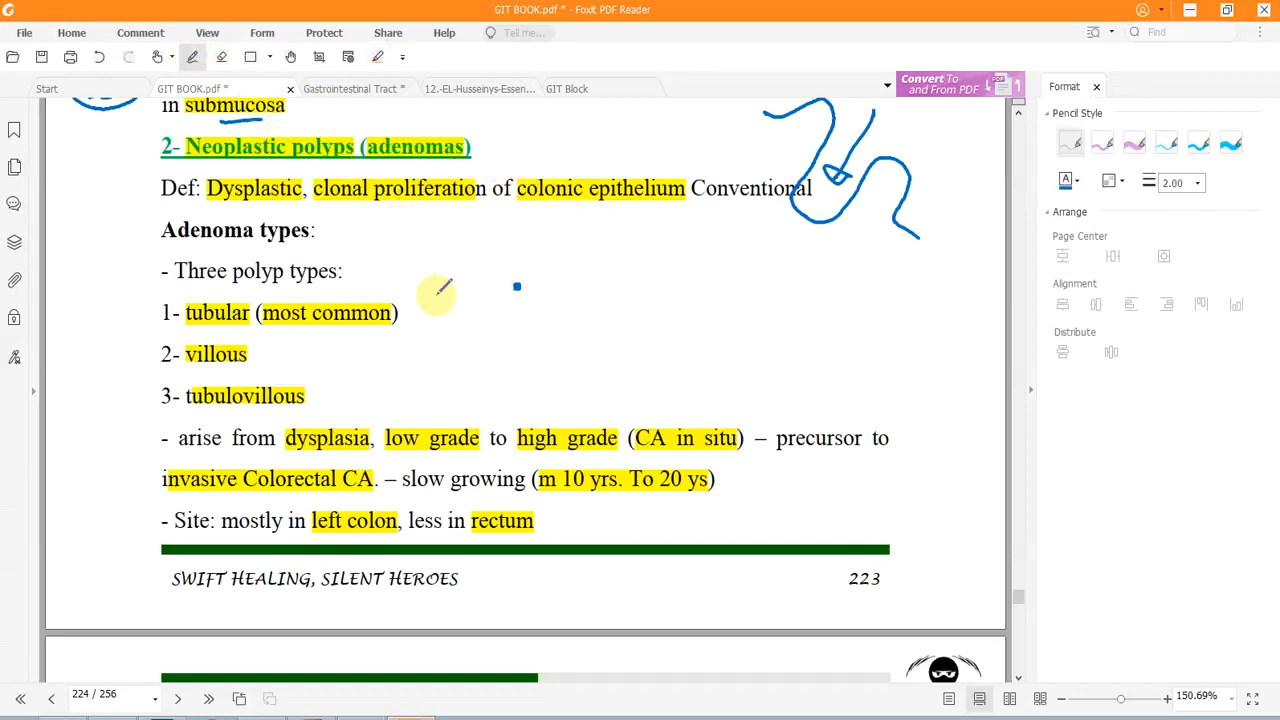 GIT BOOK.pdf * - Foxit PDF Reader
File Home Comment View Form Protect Share Help Tell me... Find
Start GIT BOOK.pdf * Gastrointestinal Tract * 12.-EL-Husseinys-Essen... GIT Block
Convert To
and From PDF
PDF
Format
Pencil Style
2.00
Arrange
Page Center
Alignment
Distribute
in submucosa
2- Neoplastic polyps (adenomas)
Def: Dysplastic, clonal proliferation of colonic epithelium Conventional
Adenoma types:
- Three polyp types:
1- tubular (most common)
2- villous
3- tubulovillous
- arise from dysplasia, low grade to high grade (CA in situ) – precursor to
invasive Colorectal CA. – slow growing (m 10 yrs. To 20 ys)
- Site: mostly in left colon, less in rectum
SWIFT HEALING, SILENT HEROES 223
224 / 256
150.69%